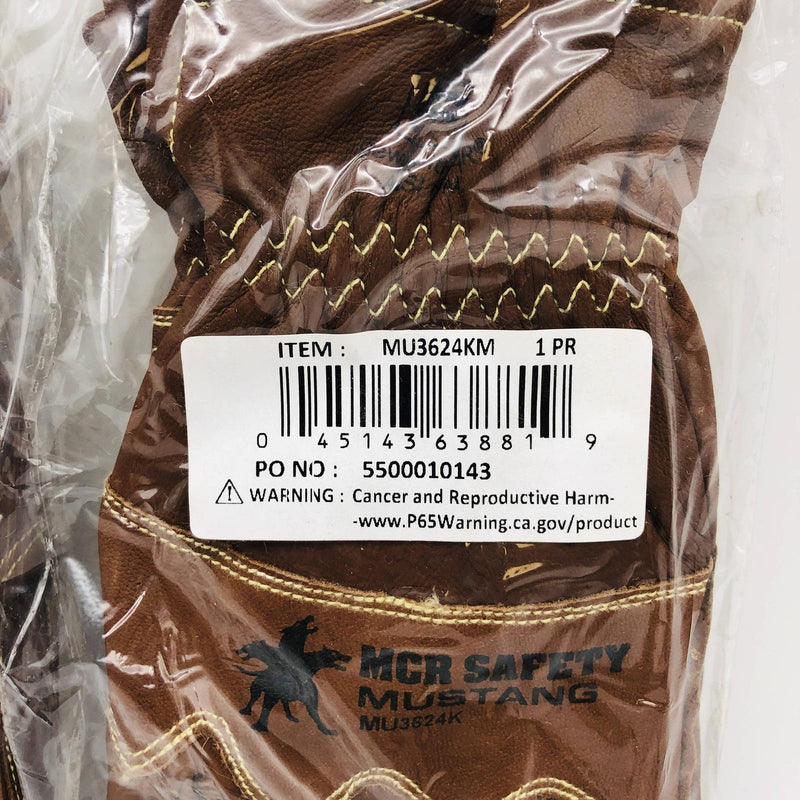 ITEM : MU3624KM 1 PR
0 45143 63881 9
PO NO : 5500010143
WARNING : Cancer and Reproductive Harm-
-www.P65Warning.ca.gov/product
MCR SAFETY
MUSTANG
MU3624K